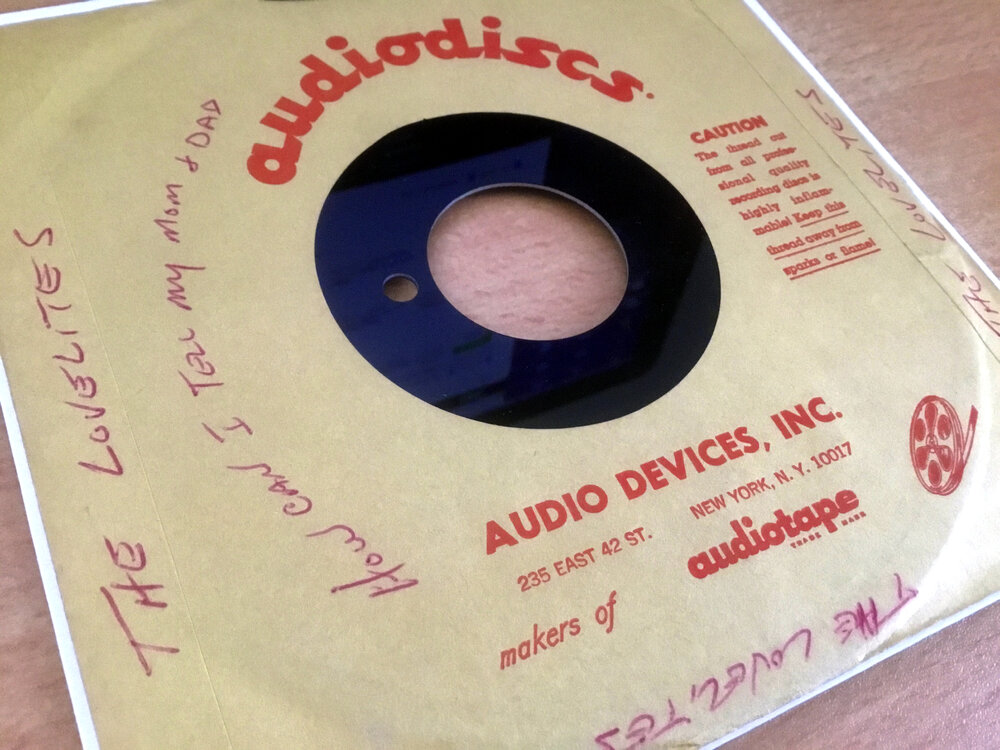 audiodiscs.
CAUTION
The thread cut
from all profes-
sional quality
recording discs is
highly inflam-
mable! Keep this
thread away from
sparks or flame!
AUDIO DEVICES, INC.
235 EAST 42 ST. NEW YORK, N. Y. 10017
makers of audiotape
TRADE MARK
THE LOVELITES
How CAN I TELL MY MOM & DAD
THE LOVELITES
THE LOVELITES